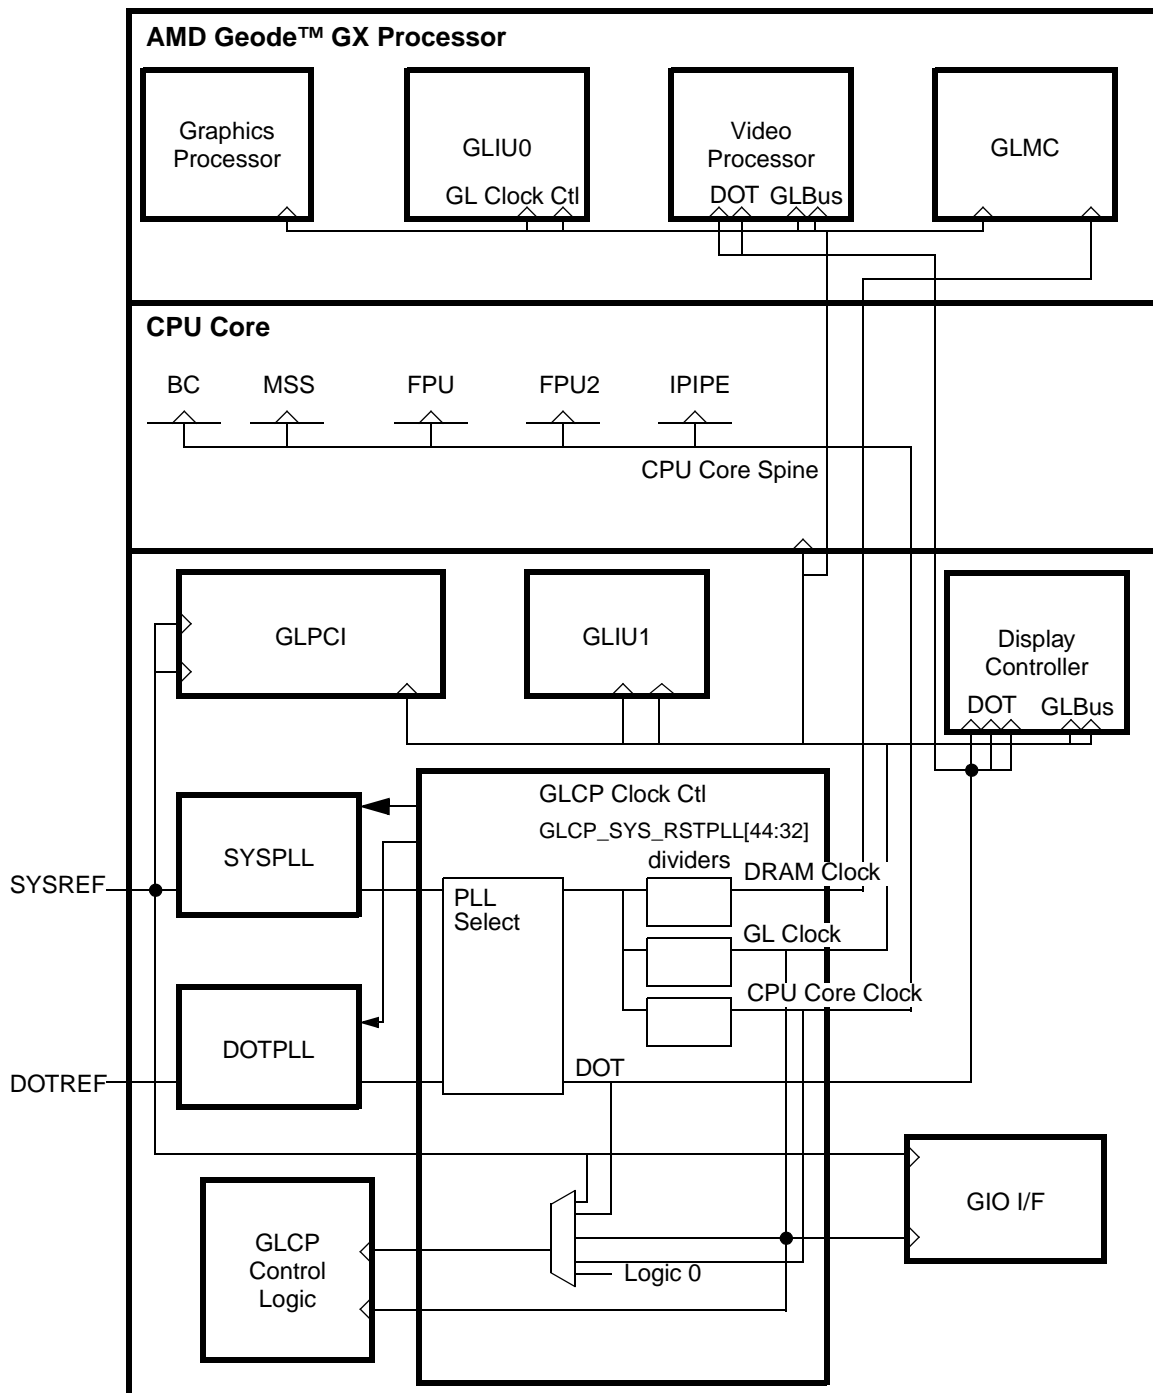 AMD Geode™ GX Processor
Graphics
Processor
GLIU0
GL Clock Ctl
Video
Processor
DOT GLBus
GLMC
CPU Core
BC
MSS
FPU
FPU2
IPIPE
CPU Core Spine
GLPCI
GLIU1
Display
Controller
DOT GLBus
GLCP Clock Ctl
GLCP_SYS_RSTPLL[44:32]
dividers
SYSREF
SYSPLL
PLL
Select
DRAM Clock
GL Clock
CPU Core Clock
DOTREF
DOTPLL
DOT
GLCP
Control
Logic
Logic 0
GIO I/F